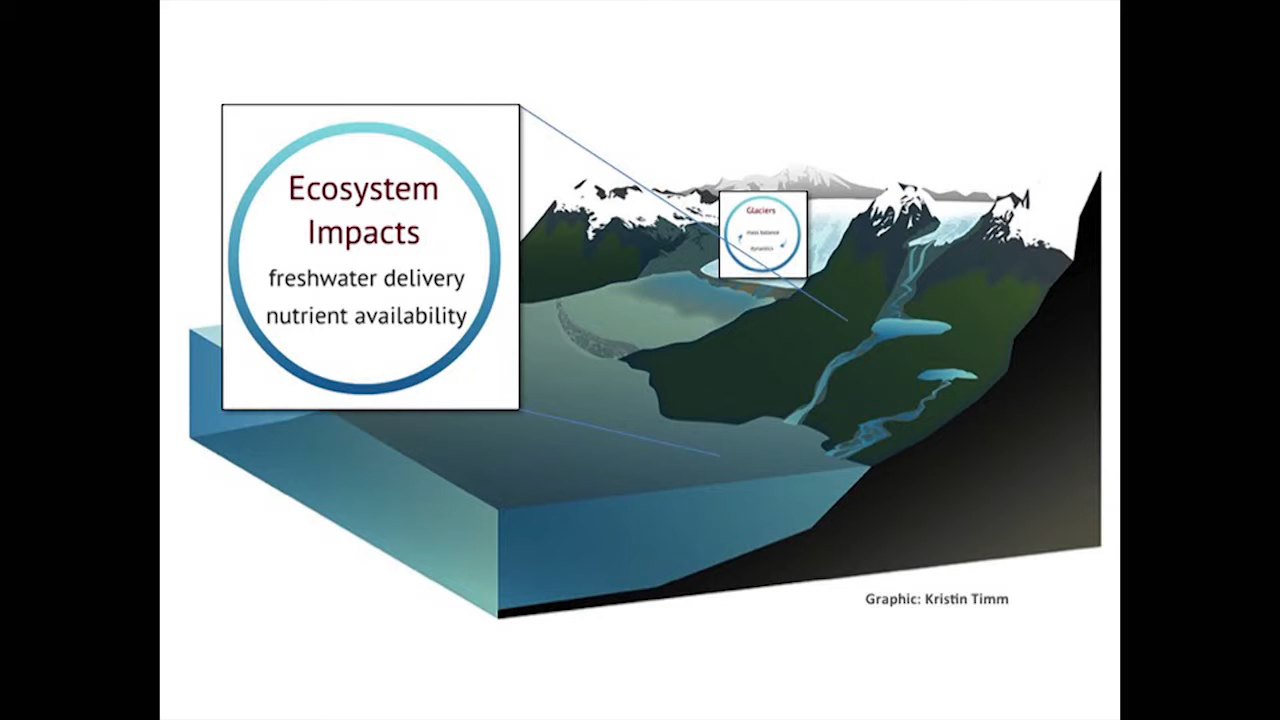 Ecosystem
Impacts
freshwater delivery
nutrient availability
Glaciers
mass balance
dynamics
Graphic: Kristin Timm